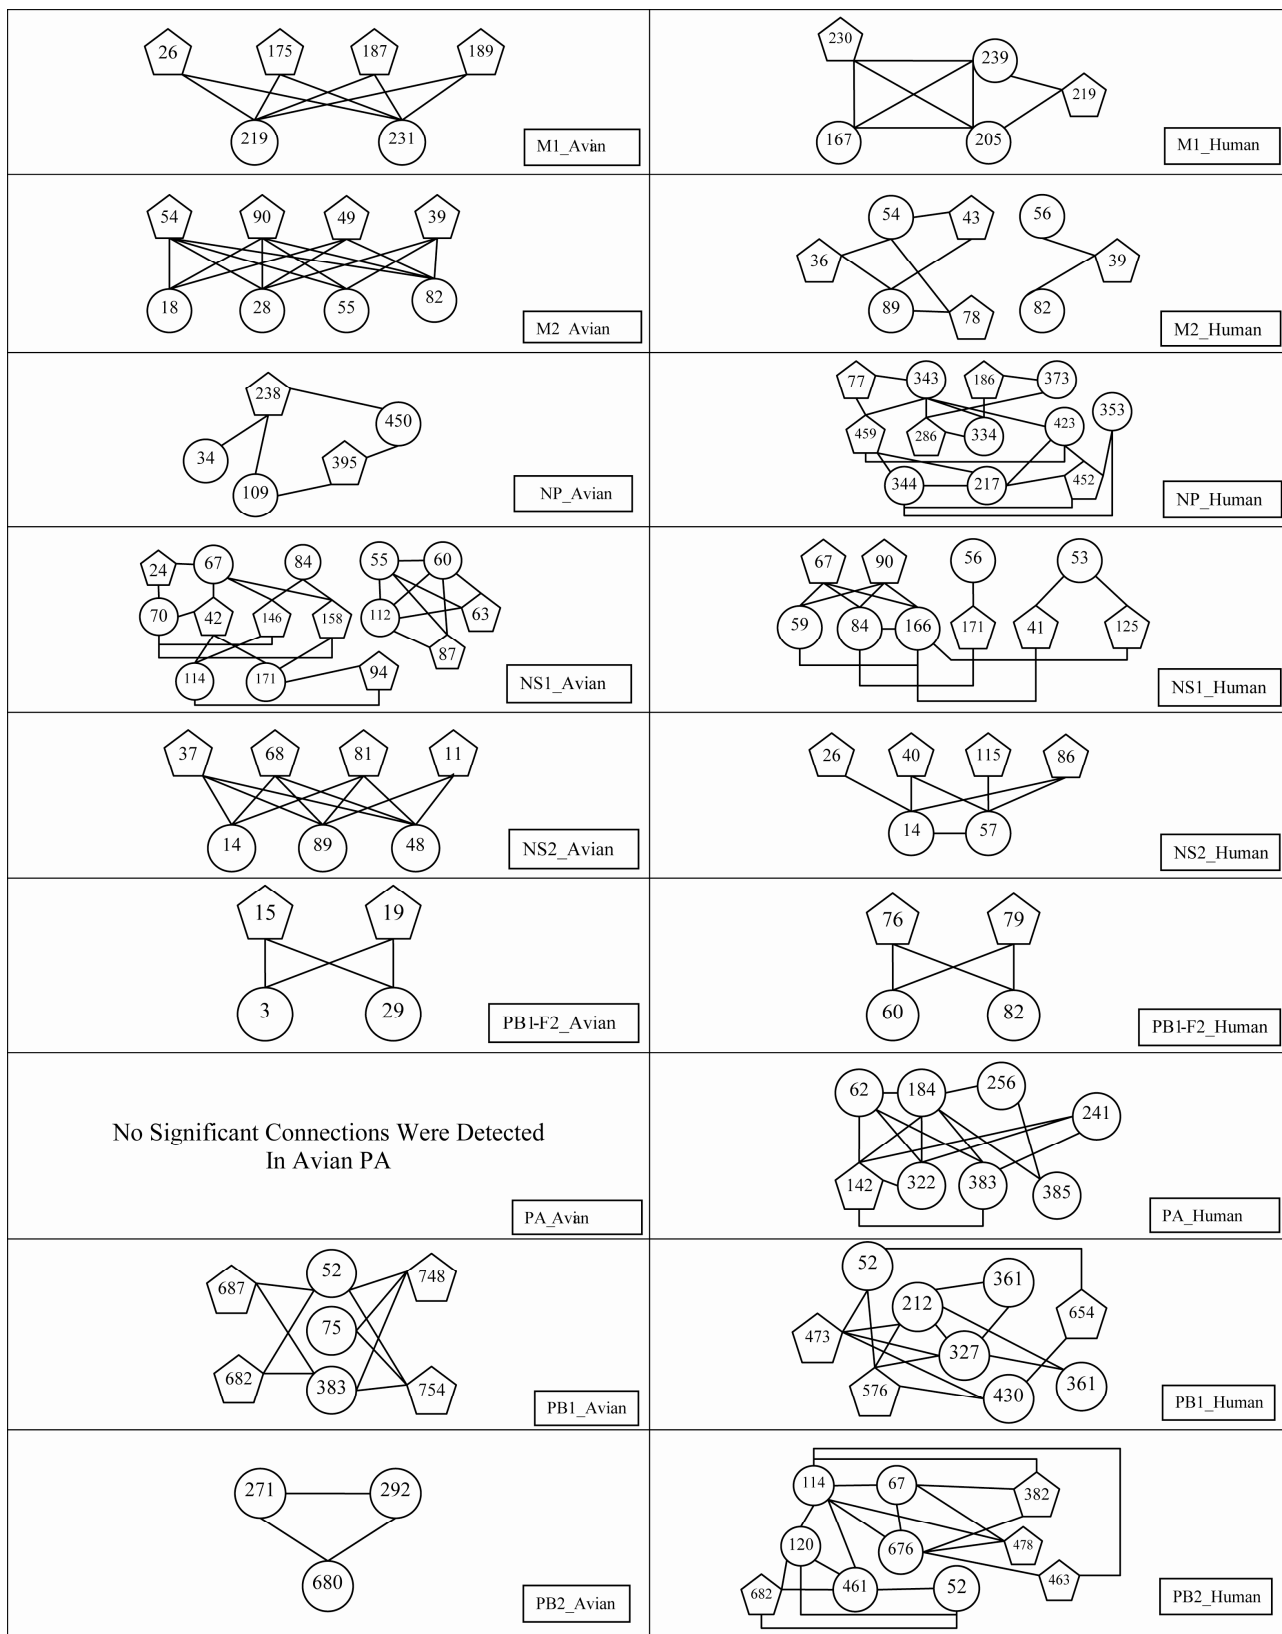 26 175 187 189
219 231
M1_Avian
230 239
219
167 205
M1_Human
54 90 49 39
18 28 55 82
M2_Avian
54 43 56
36 39
89 78 82
M2_Human
238
450
34 395
109
NP_Avian
77 343 186 373
353
459 286 334 423
344 217 452
NP_Human
24 67 84 55 60
70 42 146 158 112 63
87
114 171 94
NS1_Avian
67 90 56 53
59 84 166 171 41 125
NS1_Human
37 68 81 11
14 89 48
NS2_Avian
26 40 115 86
14 57
NS2_Human
15 19
3 29
PB1-F2_Avian
76 79
60 82
PB1-F2_Human
No Significant Connections Were Detected
In Avian PA
PA_Avian
62 184 256
241
142 322 383 385
PA_Human
687 52 748
75
682 383 754
PB1_Avian
52 361
212 654
473 327
576 430 361
PB1_Human
271 292
680
PB2_Avian
114 67 382
120 676 478
463
682 461 52
PB2_Human